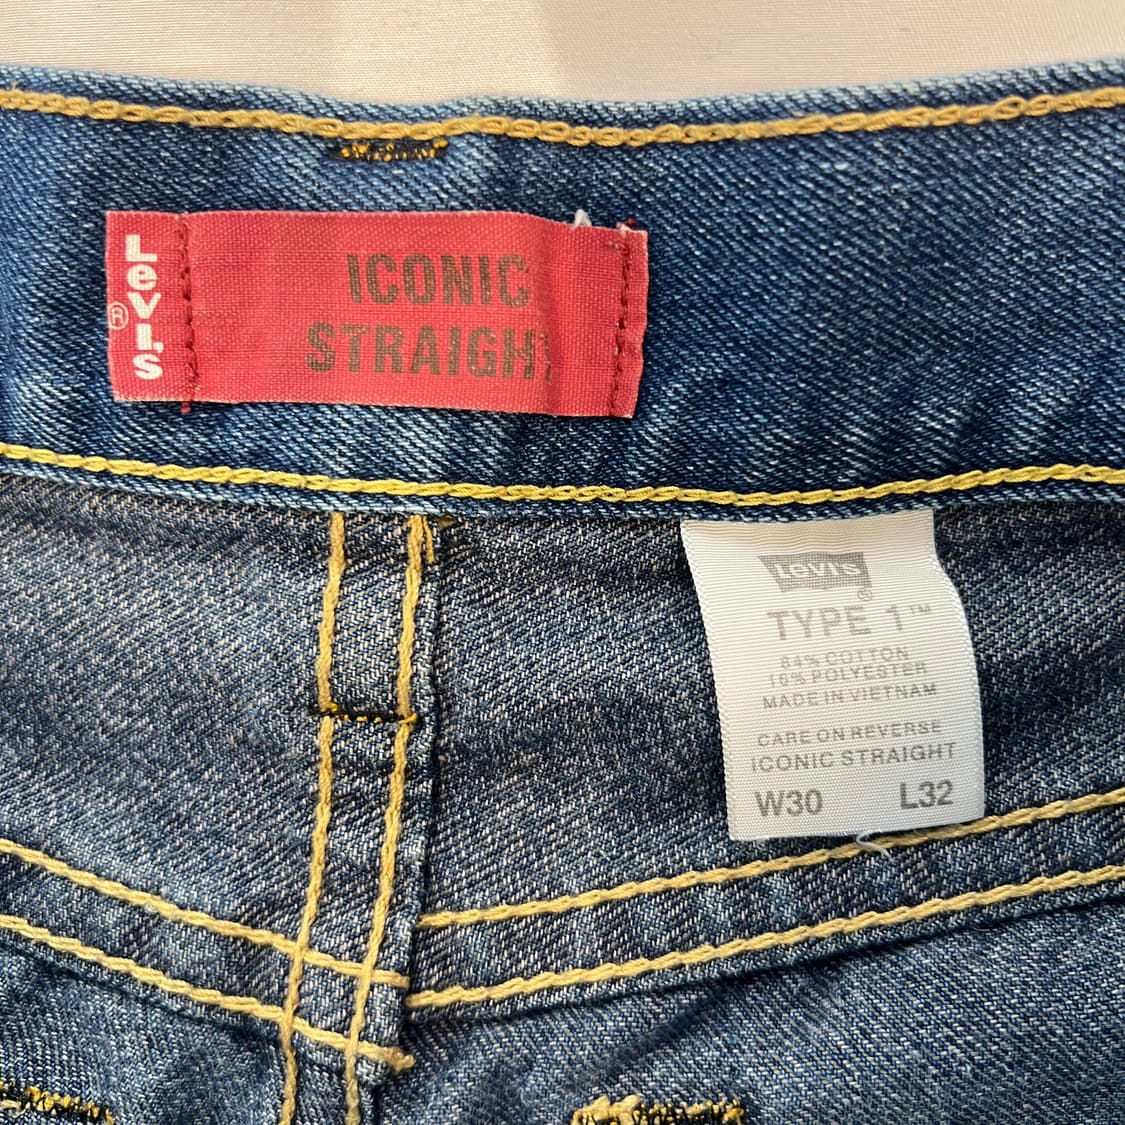 Levi's
®
ICONIC
STRAIGHT
LEVI'S
®
TYPE 1™
84% COTTON
16% POLYESTER
MADE IN VIETNAM
CARE ON REVERSE
ICONIC STRAIGHT
W30 L32